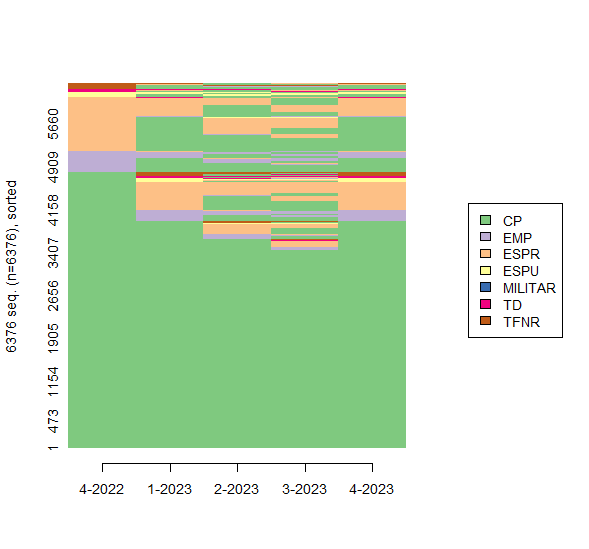 6376 seq. (n=6376), sorted
5660
4909
4158
3407
2656
1905
1154
473
1
4-2022 1-2023 2-2023 3-2023 4-2023
CP
EMP
ESPR
ESPU
MILITAR
TD
TFNR